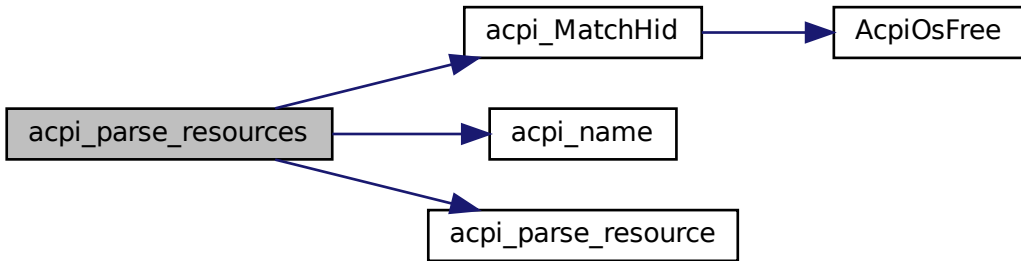 acpi_MatchHid
AcpiOsFree
acpi_parse_resources
acpi_name
acpi_parse_resource